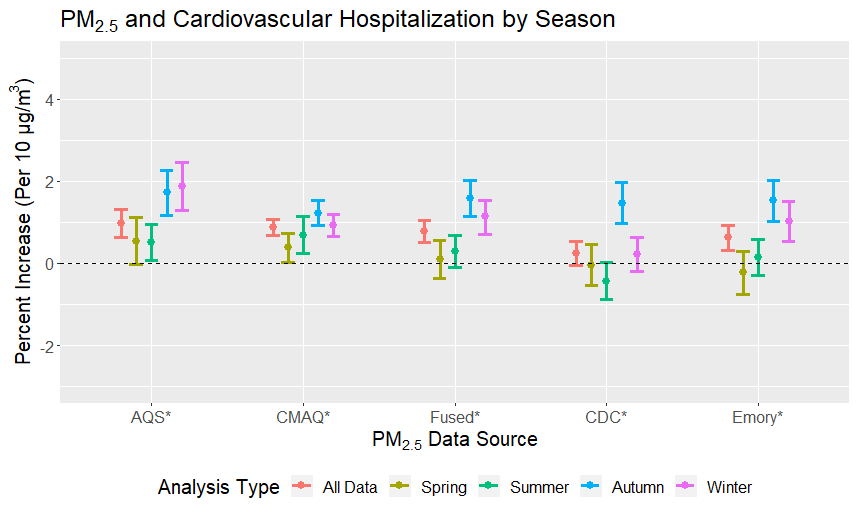 PM2.5 and Cardiovascular Hospitalization by Season
Percent Increase (Per 10 μg/m3)
4
2
0
-2
AQS*
CMAQ*
Fused*
CDC*
Emory*
PM2.5 Data Source
Analysis Type
All Data
Spring
Summer
Autumn
Winter